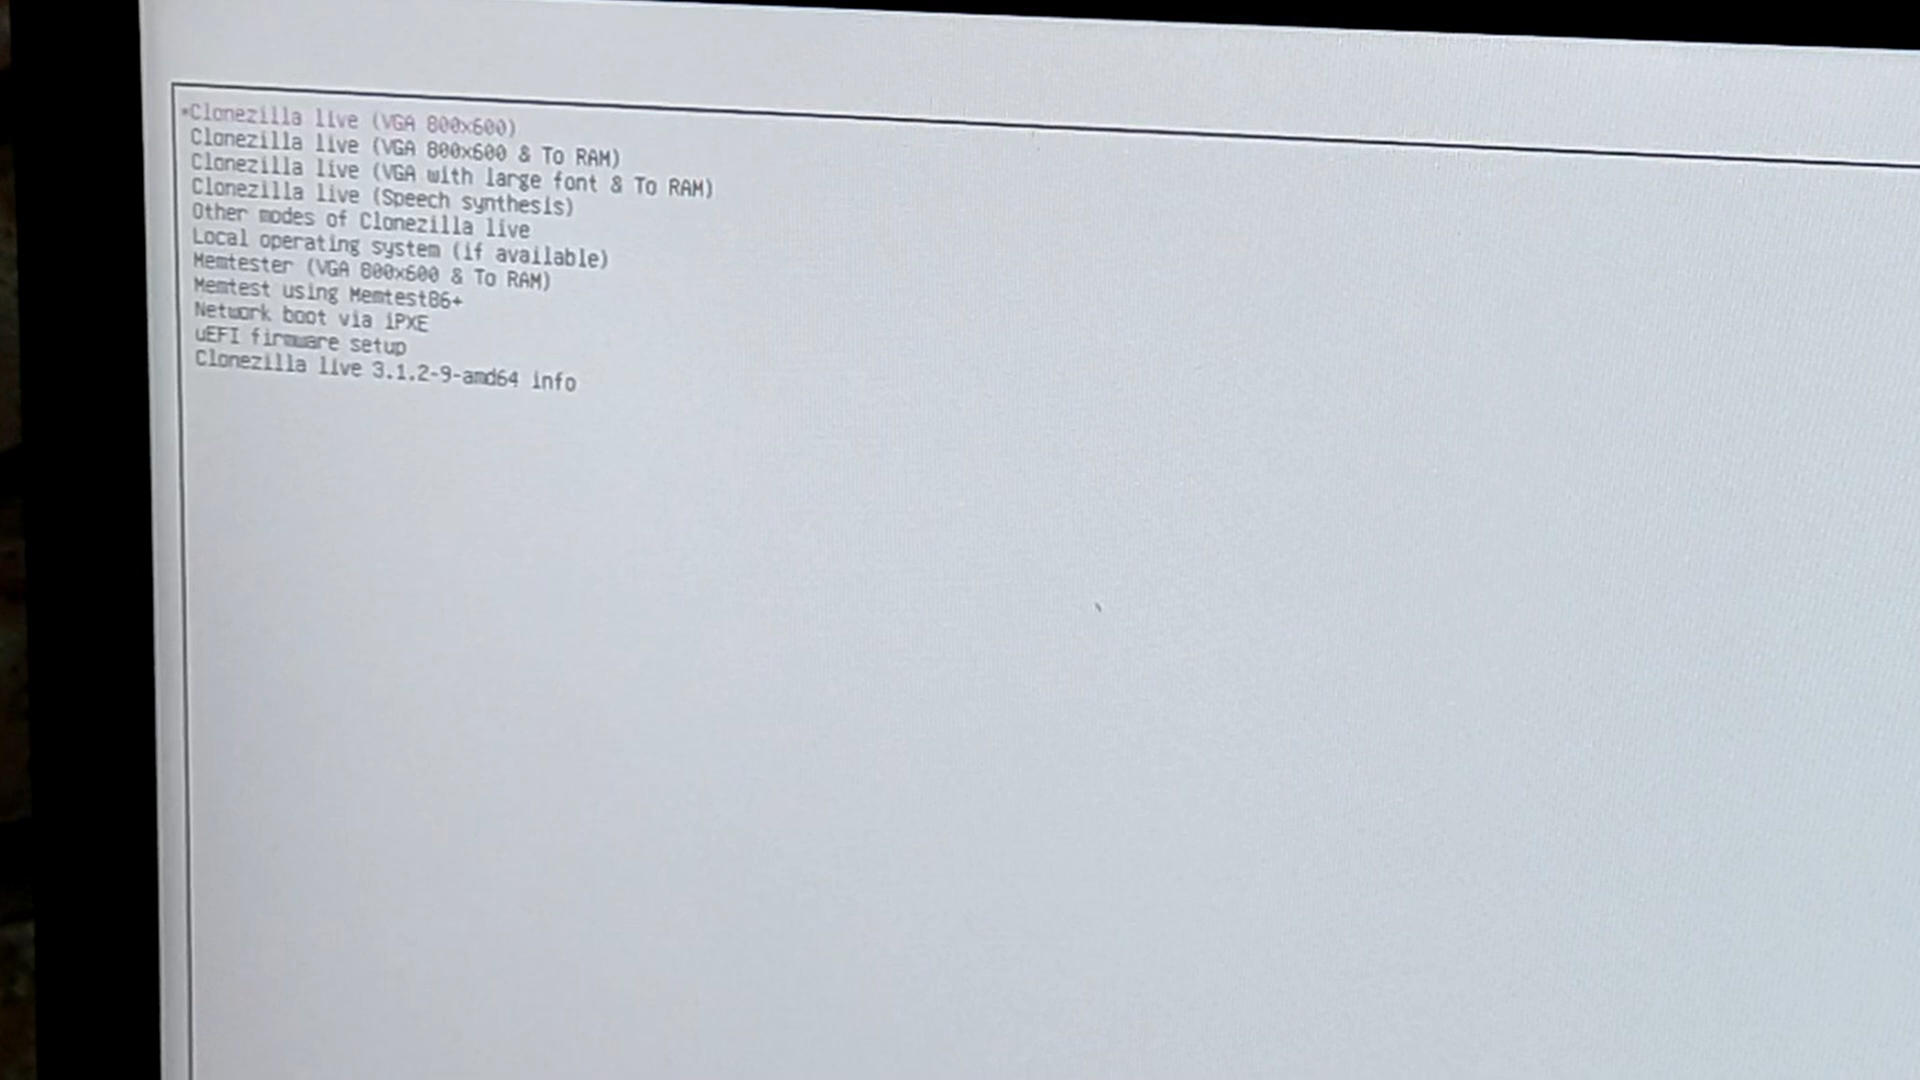 *Clonezilla live (VGA 800x600)
Clonezilla live (VGA 800x600 & To RAM)
Clonezilla live (VGA with large font & To RAM)
Clonezilla live (Speech synthesis)
Other modes of Clonezilla live
Local operating system (if available)
Memtester (VGA 800x600 & To RAM)
Memtest using Memtest86+
Network boot via iPXE
uEFI firmware setup
Clonezilla live 3.1.2-9-amd64 info